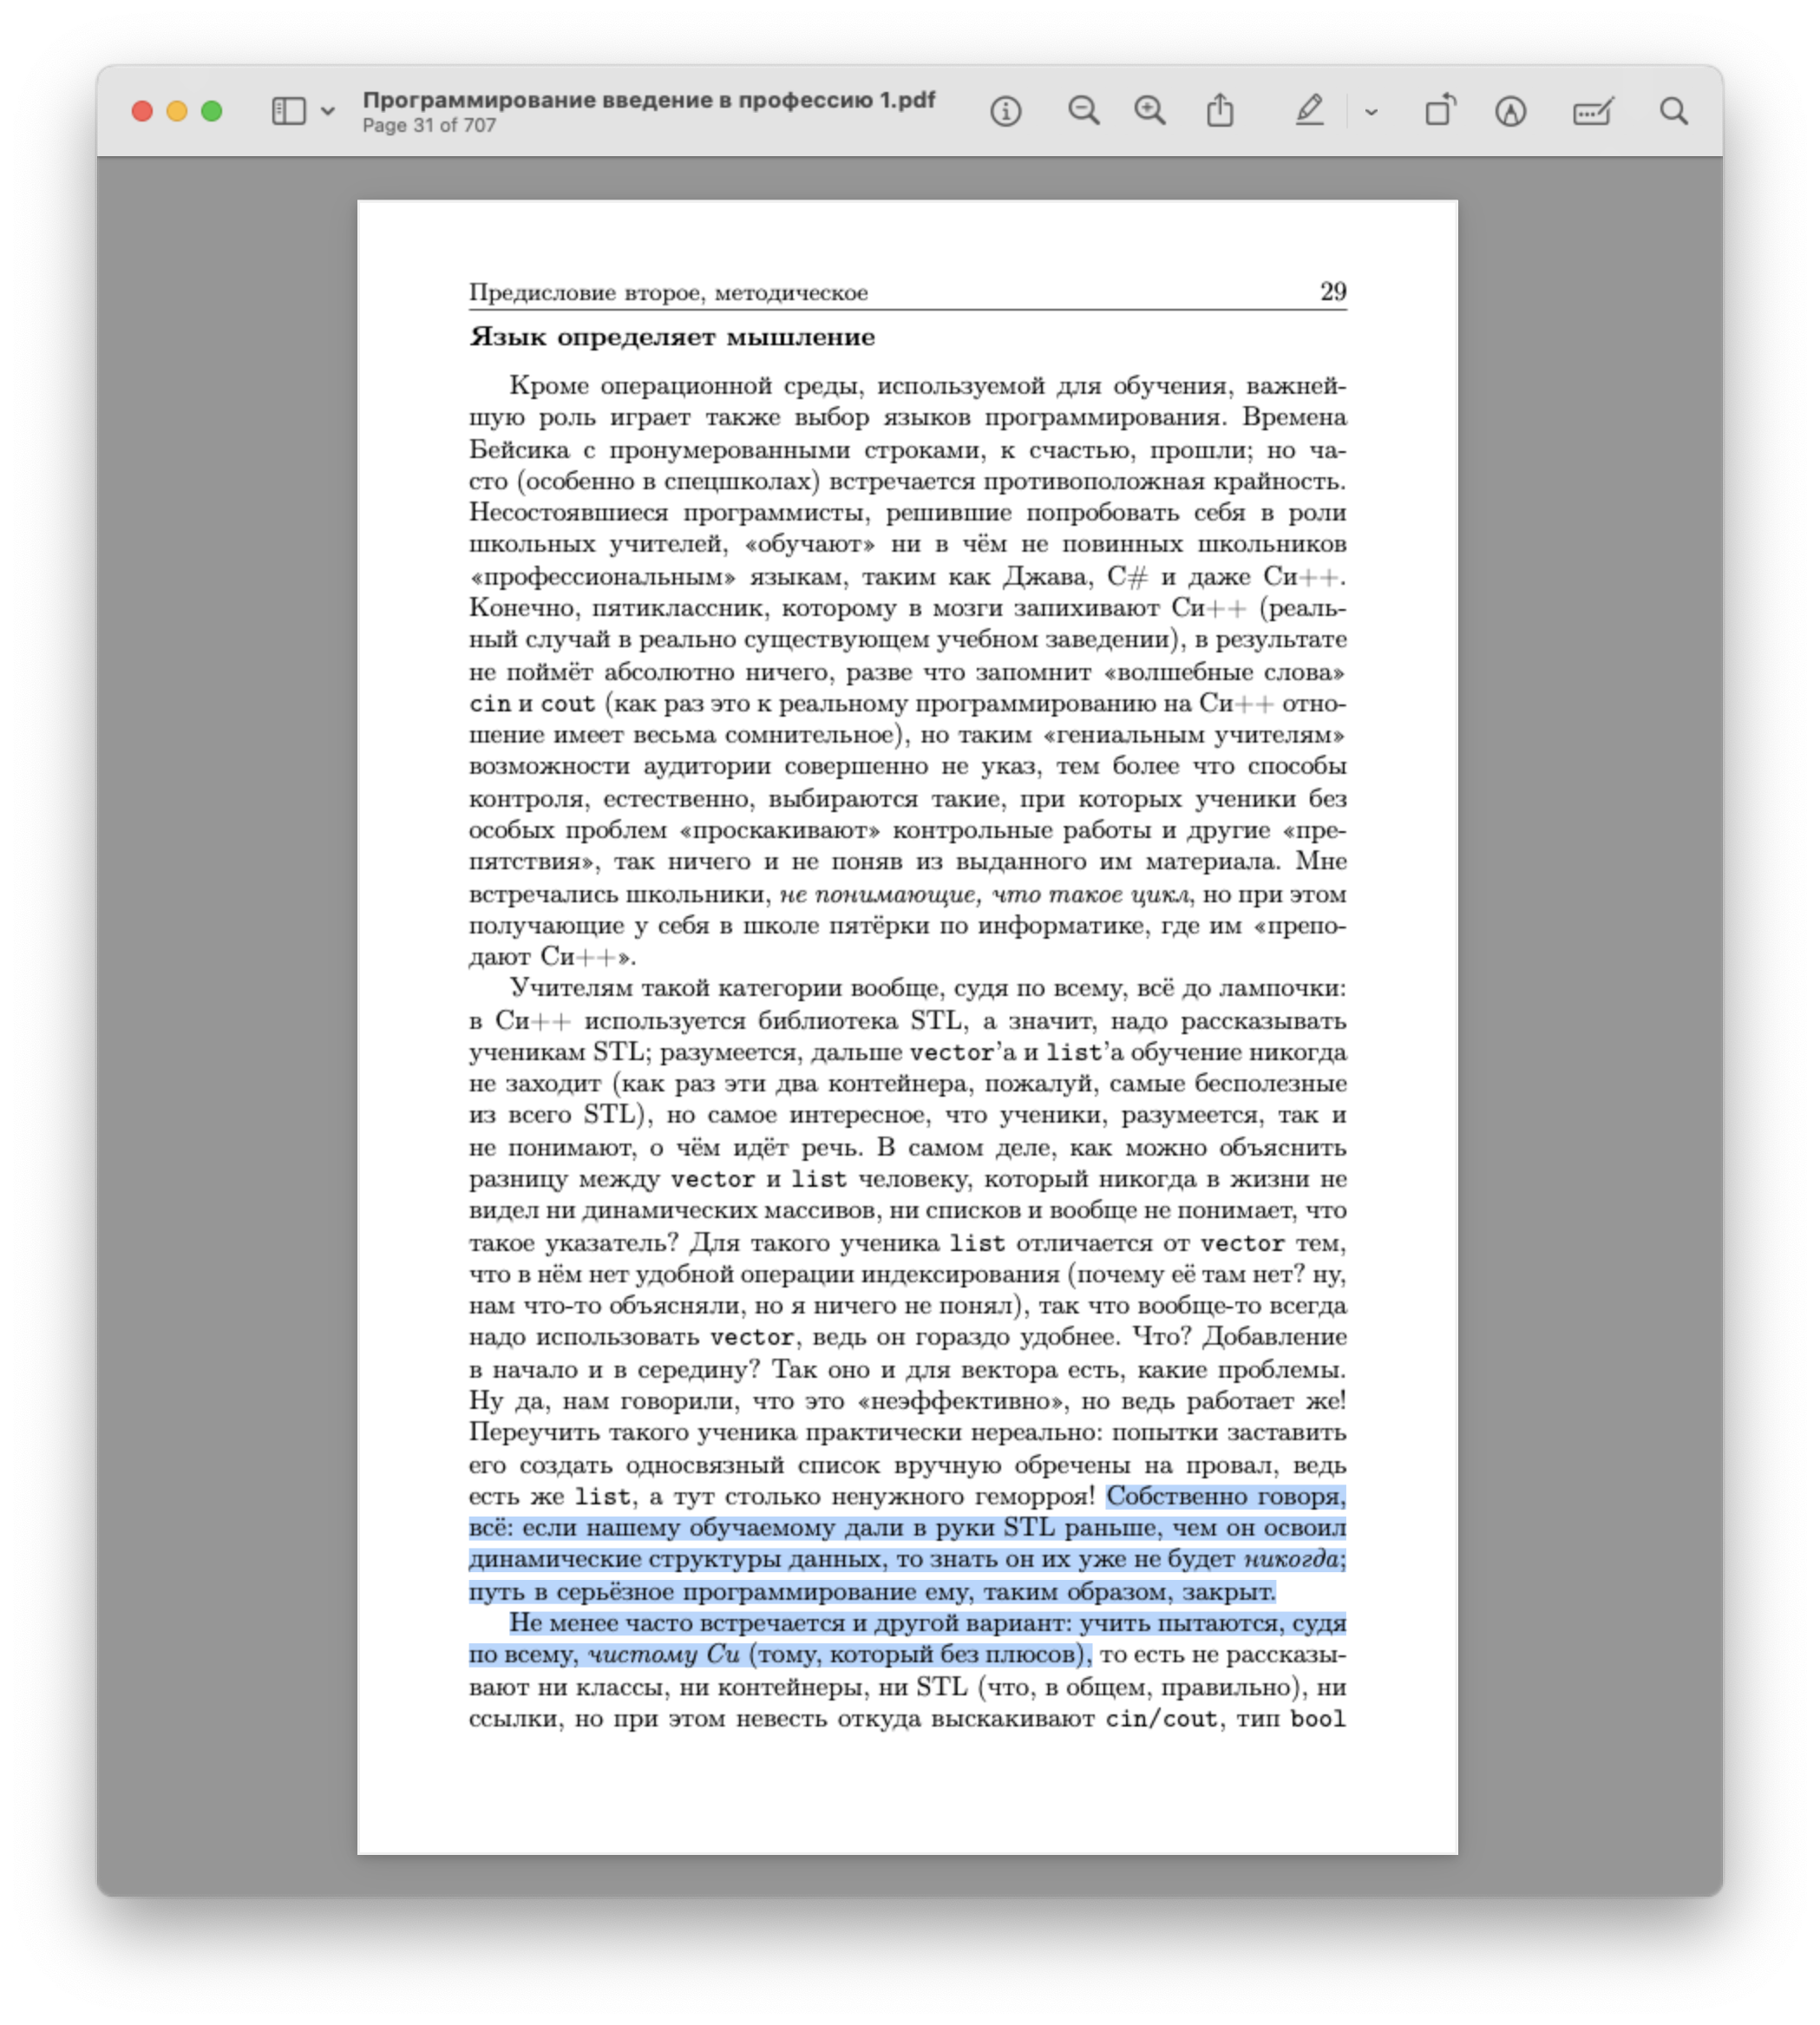 Программирование введение в профессию 1.pdf
Page 31 of 707
Предисловие второе, методическое 29
Язык определяет мышление
Кроме операционной среды, используемой для обучения, важней-
шую роль играет также выбор языков программирования. Времена
Бейсика с пронумерованными строками, к счастью, прошли; но ча-
сто (особенно в спецшколах) встречается противоположная крайность.
Несостоявшиеся программисты, решившие попробовать себя в роли
школьных учителей, «обучают» ни в чём не повинных школьников
«профессиональным» языкам, таким как Джава, C# и даже Си++.
Конечно, пятиклассник, которому в мозги запихивают Си++ (реаль-
ный случай в реально существующем учебном заведении), в результате
не поймёт абсолютно ничего, разве что запомнит «волшебные слова»
cin и cout (как раз это к реальному программированию на Си++ отно-
шение имеет весьма сомнительное), но таким «гениальным учителям»
возможности аудитории совершенно не указ, тем более что способы
контроля, естественно, выбираются такие, при которых ученики без
особых проблем «проскакивают» контрольные работы и другие «пре-
пятствия», так ничего и не поняв из выданного им материала. Мне
встречались школьники, не понимающие, что такое цикл, но при этом
получающие у себя в школе пятёрки по информатике, где им «препо-
дают Си++».
Учителям такой категории вообще, судя по всему, всё до лампочки:
в Си++ используется библиотека STL, а значит, надо рассказывать
ученикам STL; разумеется, дальше vector’а и list’а обучение никогда
не заходит (как раз эти два контейнера, пожалуй, самые бесполезные
из всего STL), но самое интересное, что ученики, разумеется, так и
не понимают, о чём идёт речь. В самом деле, как можно объяснить
разницу между vector и list человеку, который никогда в жизни не
видел ни динамических массивов, ни списков и вообще не понимает, что
такое указатель? Для такого ученика list отличается от vector тем,
что в нём нет удобной операции индексирования (почему её там нет? ну,
нам что-то объясняли, но я ничего не понял), так что вообще-то всегда
надо использовать vector, ведь он гораздо удобнее. Что? Добавление
в начало и в середину? Так оно и для вектора есть, какие проблемы.
Ну да, нам говорили, что это «неэффективно», но ведь работает же!
Переучить такого ученика практически нереально: попытки заставить
его создать односвязный список вручную обречены на провал, ведь
есть же list, а тут столько ненужного геморроя! Собственно говоря,
всё: если нашему обучаемому дали в руки STL раньше, чем он освоил
динамические структуры данных, то знать он их уже не будет никогда;
путь в серьёзное программирование ему, таким образом, закрыт.
Не менее часто встречается и другой вариант: учить пытаются, судя
по всему, чистому Си (тому, который без плюсов), то есть не рассказы-
вают ни классы, ни контейнеры, ни STL (что, в общем, правильно), ни
ссылки, но при этом невесть откуда выскакивают cin/cout, тип bool